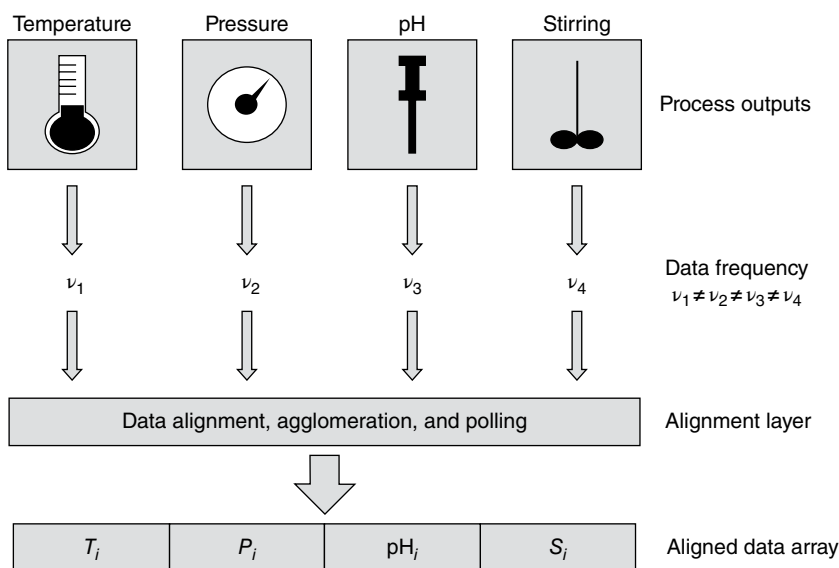 Temperature Pressure pH Stirring
Process outputs
Data frequency
ν₁ ν₂ ν₃ ν₄
ν₁ ≠ ν₂ ≠ ν₃ ≠ ν₄
Data alignment, agglomeration, and polling Alignment layer
Tᵢ Pᵢ pHᵢ Sᵢ Aligned data array